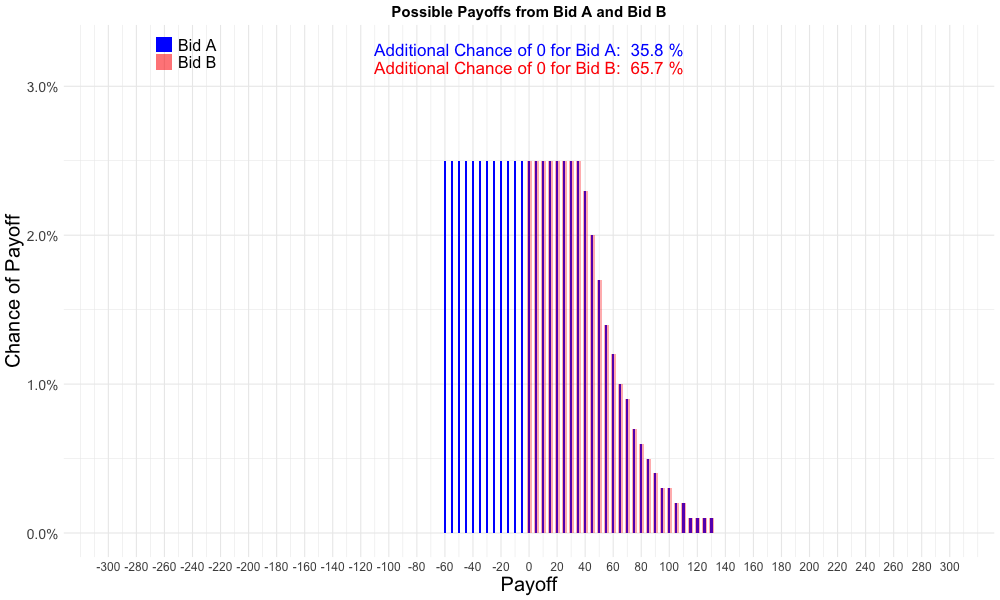 Possible Payoffs from Bid A and Bid B
Bid A
Bid B
Additional Chance of 0 for Bid A: 35.8 %
Additional Chance of 0 for Bid B: 65.7 %
Chance of Payoff
3.0%
2.0%
1.0%
0.0%
-300 -280 -260 -240 -220 -200 -180 -160 -140 -120 -100 -80 -60 -40 -20 0 20 40 60 80 100 120 140 160 180 200 220 240 260 280 300
Payoff